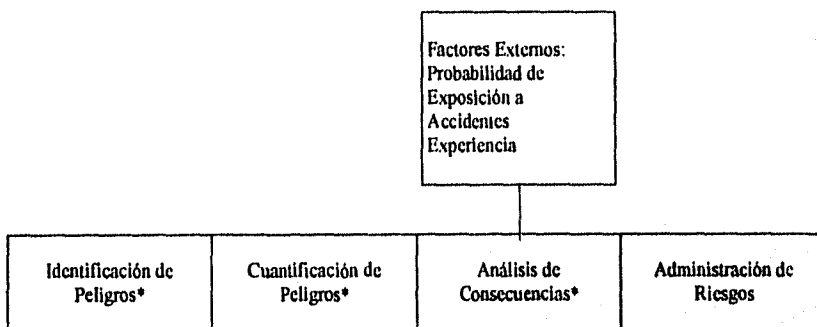 Factores Externos:
Probabilidad de
Exposición a
Accidentes
Experiencia
Identificación de
Peligros*
Cuantificación de
Peligros*
Análisis de
Consecuencias*
Administración de
Riesgos